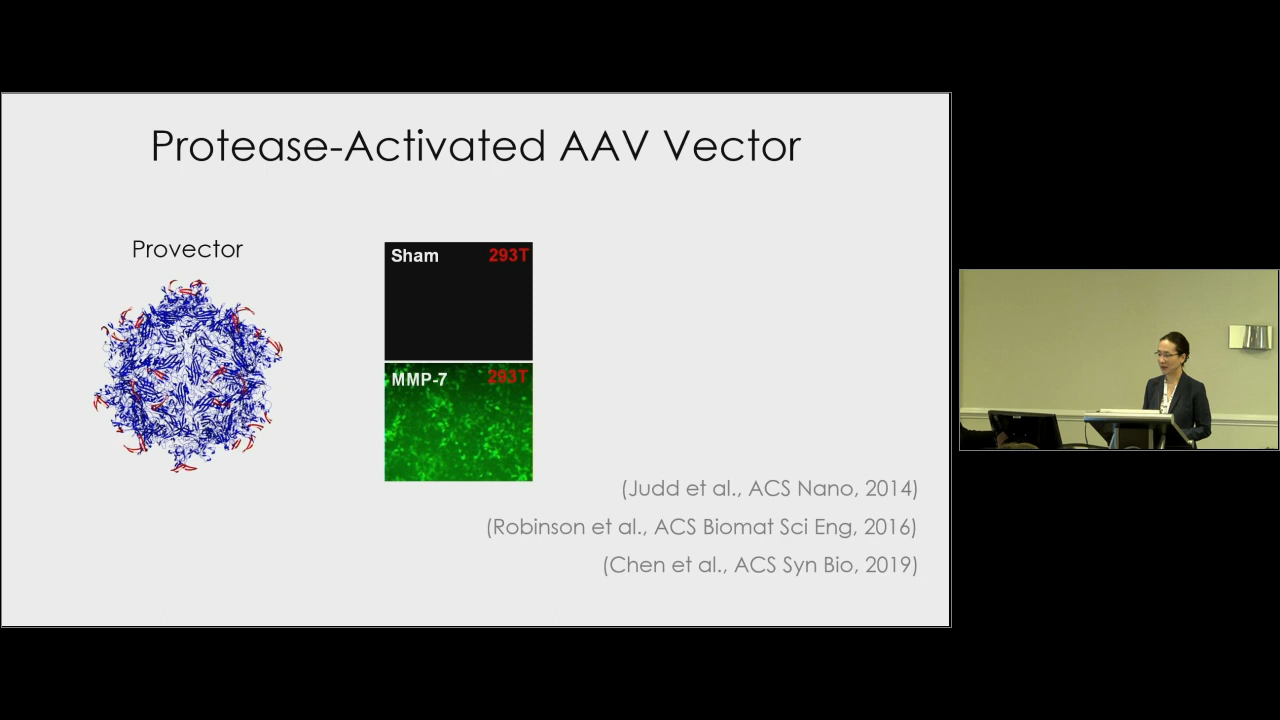 Protease-Activated AAV Vector
Provector
Sham 293T
MMP-7 293T
(Judd et al., ACS Nano, 2014)
(Robinson et al., ACS Biomat Sci Eng, 2016)
(Chen et al., ACS Syn Bio, 2019)